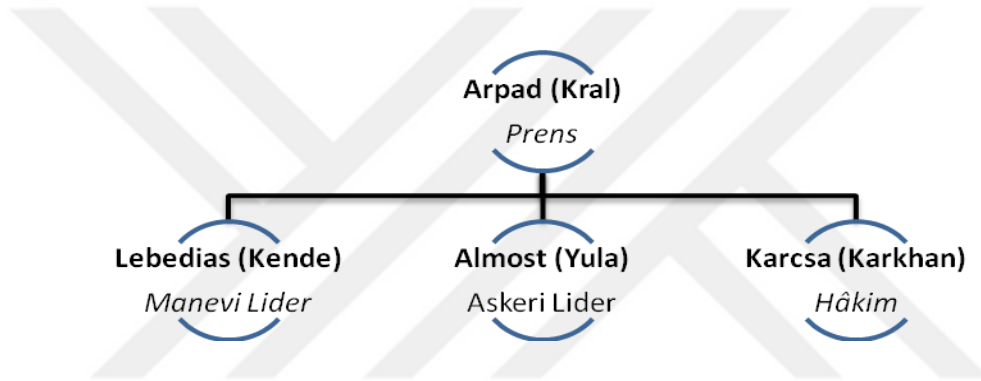 Arpad (Kral)
Prens
Lebedias (Kende)
Manevi Lider
Almost (Yula)
Askeri Lider
Karcsa (Karkhan)
Hâkim